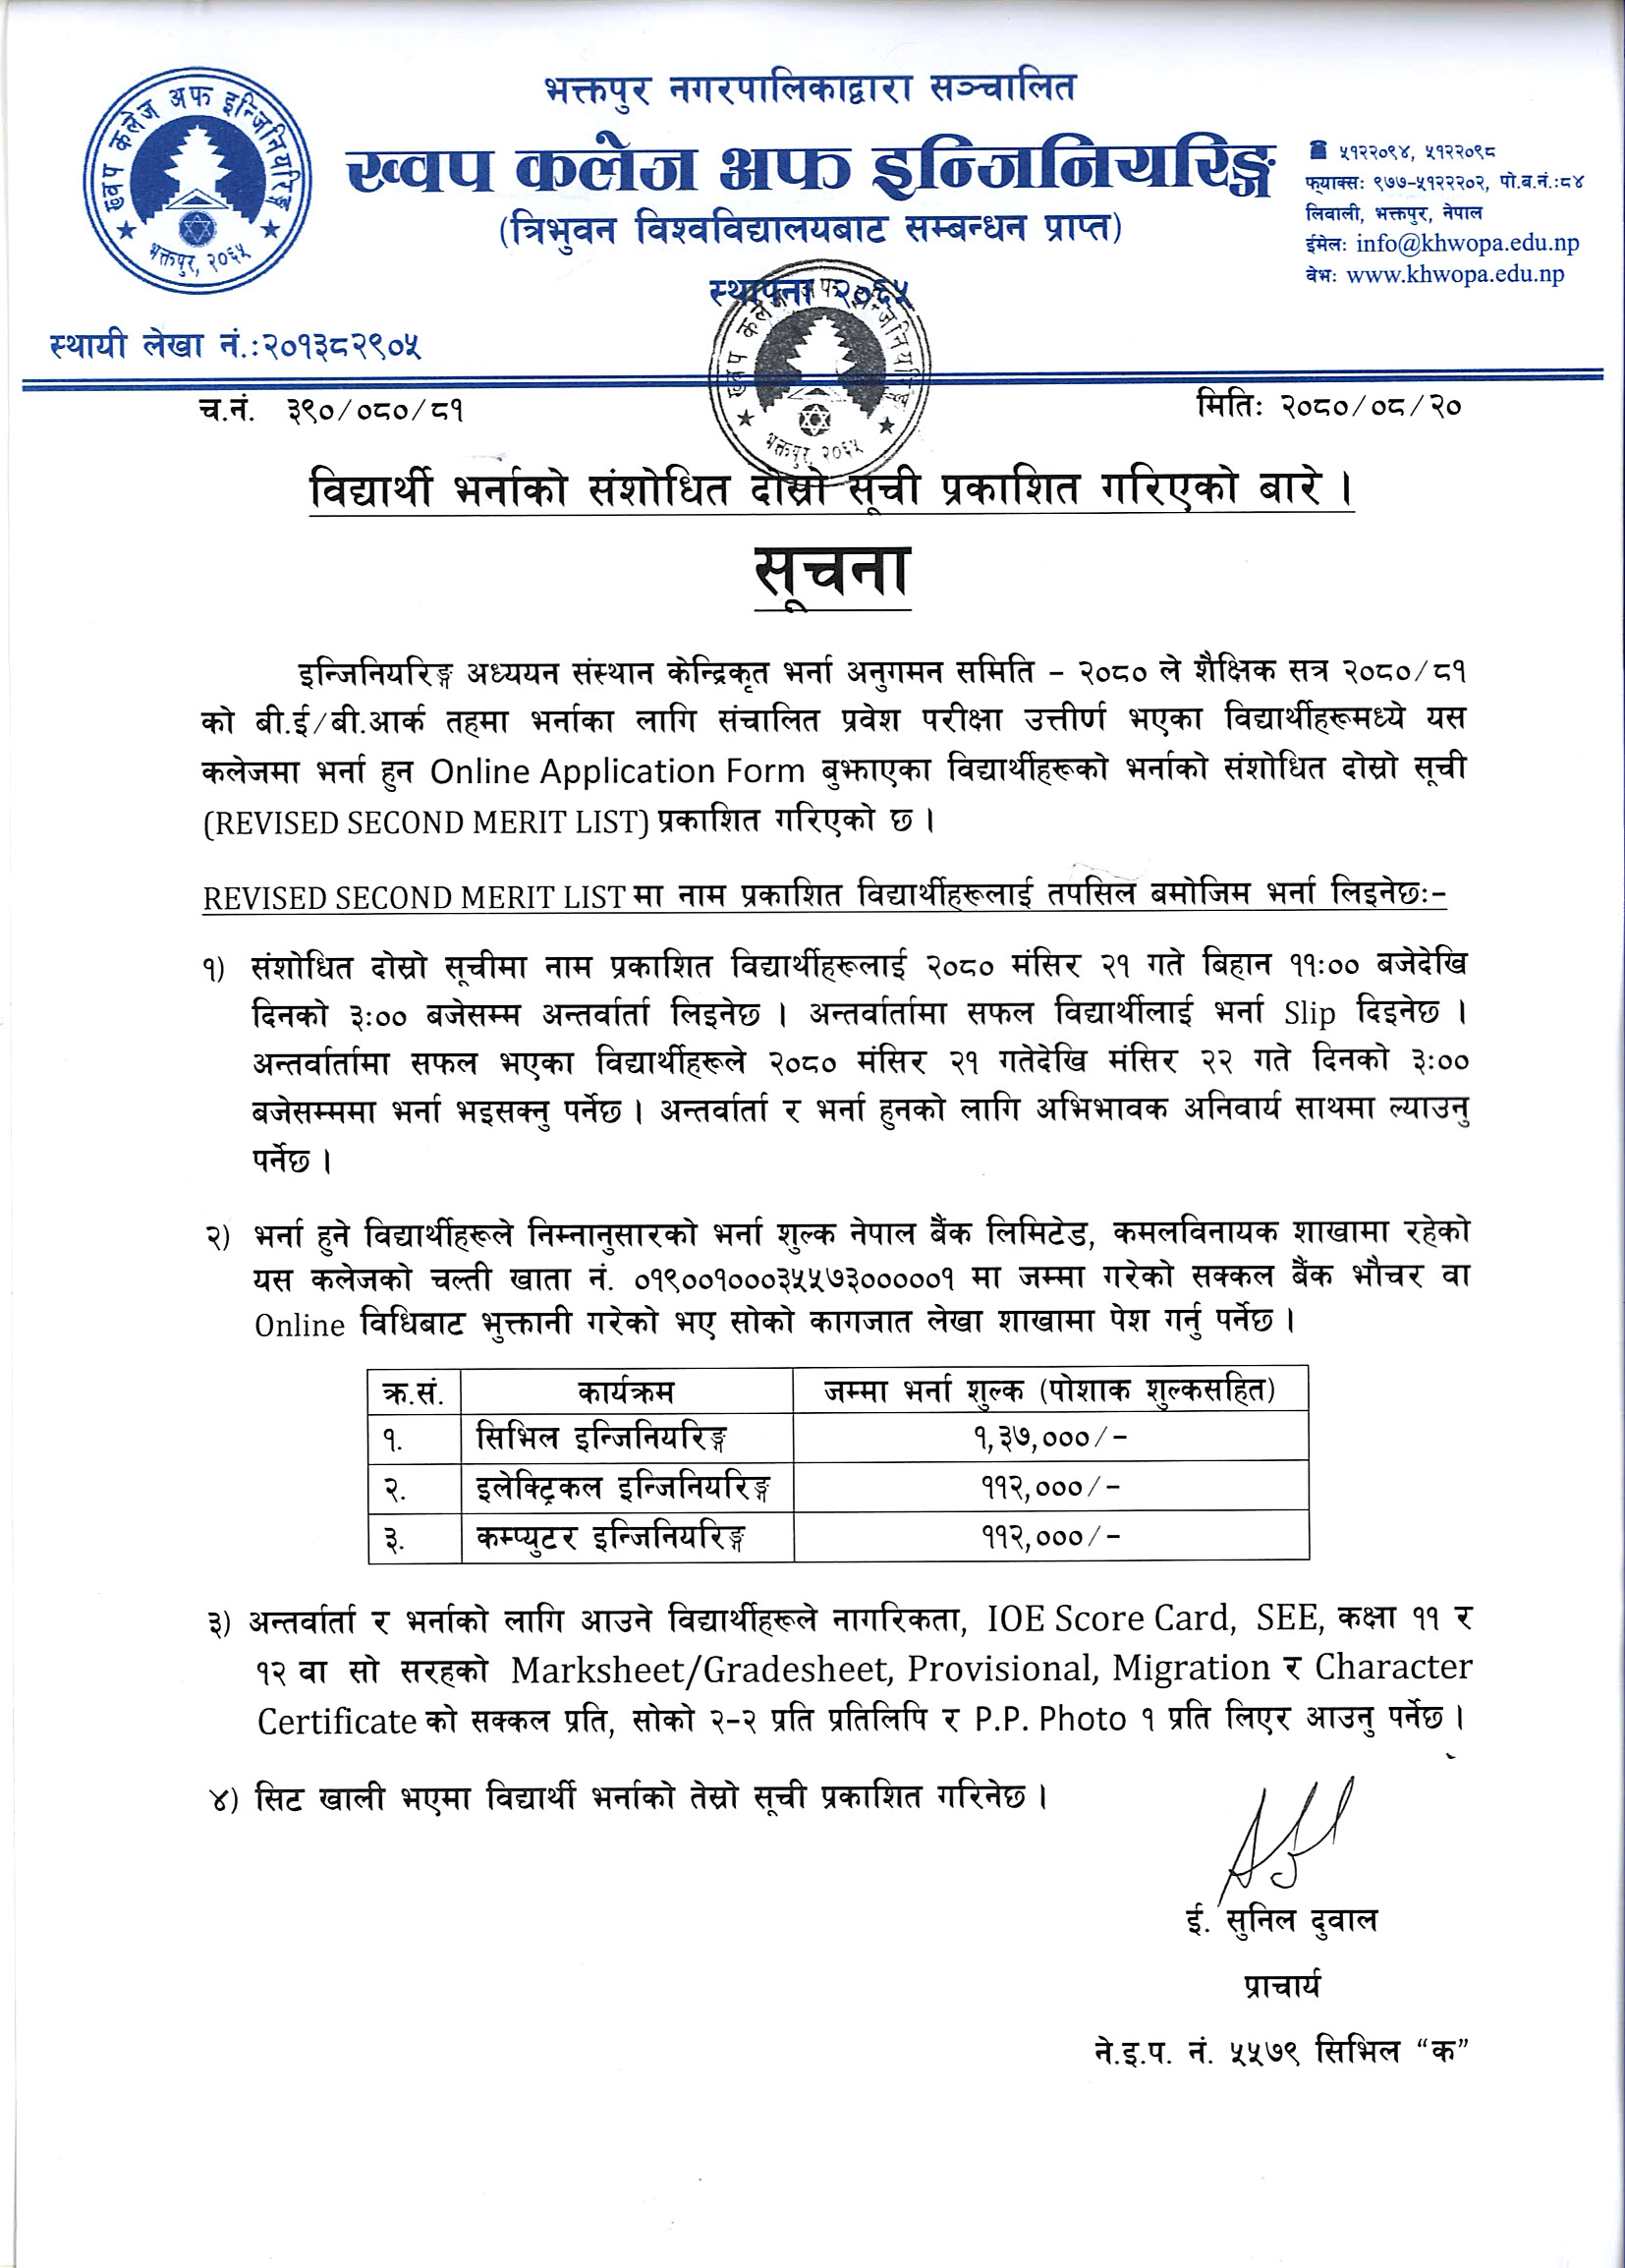 भक्तपुर नगरपालिकाद्वारा सञ्चालित
ख्वप कलेज अफ इन्जिनियरिङ्ग
(त्रिभुवन विश्वविद्यालयबाट सम्बन्धन प्राप्त)
स्थापना २०६५
ख्वप कलेज अफ इन्जिनियरिङ्ग
भक्तपुर, २०६५
☎ ५१२२०९४, ५१२२०९८
फ्याक्सः ९७७-५१२२२०२, पो.ब.नं.:८४
लिवाली, भक्तपुर, नेपाल
ईमेलः info@khwopa.edu.np
वेभः www.khwopa.edu.np
स्थायी लेखा नं.:२०१३८२९०५
ख्वप कलेज अफ इन्जिनियरिङ्ग
भक्तपुर, २०६५
च.नं. ३९०/०८०/८१
मितिः २०८०/०८/२०
विद्यार्थी भर्नाको संशोधित दोस्रो सूची प्रकाशित गरिएको बारे ।
सूचना
इन्जिनियरिङ्ग अध्ययन संस्थान केन्द्रिकृत भर्ना अनुगमन समिति – २०८० ले शैक्षिक सत्र २०८०/८१
को बी.ई/बी.आर्क तहमा भर्नाका लागि संचालित प्रवेश परीक्षा उत्तीर्ण भएका विद्यार्थीहरूमध्ये यस
कलेजमा भर्ना हुन Online Application Form बुझाएका विद्यार्थीहरूको भर्नाको संशोधित दोस्रो सूची
(REVISED SECOND MERIT LIST) प्रकाशित गरिएको छ ।
REVISED SECOND MERIT LIST मा नाम प्रकाशित विद्यार्थीहरूलाई तपसिल बमोजिम भर्ना लिइनेछः–
१) संशोधित दोस्रो सूचीमा नाम प्रकाशित विद्यार्थीहरूलाई २०८० मंसिर २१ गते बिहान ११:०० बजेदेखि
दिनको ३:०० बजेसम्म अन्तर्वार्ता लिइनेछ । अन्तर्वार्तामा सफल विद्यार्थीलाई भर्ना Slip दिइनेछ ।
अन्तर्वार्तामा सफल भएका विद्यार्थीहरूले २०८० मंसिर २१ गतेदेखि मंसिर २२ गते दिनको ३:००
बजेसम्ममा भर्ना भइसक्नु पर्नेछ । अन्तर्वार्ता र भर्ना हुनको लागि अभिभावक अनिवार्य साथमा ल्याउनु
पर्नेछ ।
२) भर्ना हुने विद्यार्थीहरूले निम्नानुसारको भर्ना शुल्क नेपाल बैंक लिमिटेड, कमलविनायक शाखामा रहेको
यस कलेजको चल्ती खाता नं. ०१९००१०००३५५७३०००००१ मा जम्मा गरेको सक्कल बैंक भौचर वा
Online विधिबाट भुक्तानी गरेको भए सोको कागजात लेखा शाखामा पेश गर्नु पर्नेछ ।
क्र.सं. कार्यक्रम जम्मा भर्ना शुल्क (पोशाक शुल्कसहित)
१. सिभिल इन्जिनियरिङ्ग १,३७,०००/–
२. इलेक्ट्रिकल इन्जिनियरिङ्ग ११२,०००/–
३. कम्प्युटर इन्जिनियरिङ्ग ११२,०००/–
३) अन्तर्वार्ता र भर्नाको लागि आउने विद्यार्थीहरूले नागरिकता, IOE Score Card, SEE, कक्षा ११ र
१२ वा सो सरहको Marksheet/Gradesheet, Provisional, Migration र Character
Certificate को सक्कल प्रति, सोको २–२ प्रति प्रतिलिपि र P.P. Photo १ प्रति लिएर आउनु पर्नेछ ।
४) सिट खाली भएमा विद्यार्थी भर्नाको तेस्रो सूची प्रकाशित गरिनेछ ।
ई. सुनिल दुवाल
प्राचार्य
ने.इ.प. नं. ५५७९ सिभिल “क”